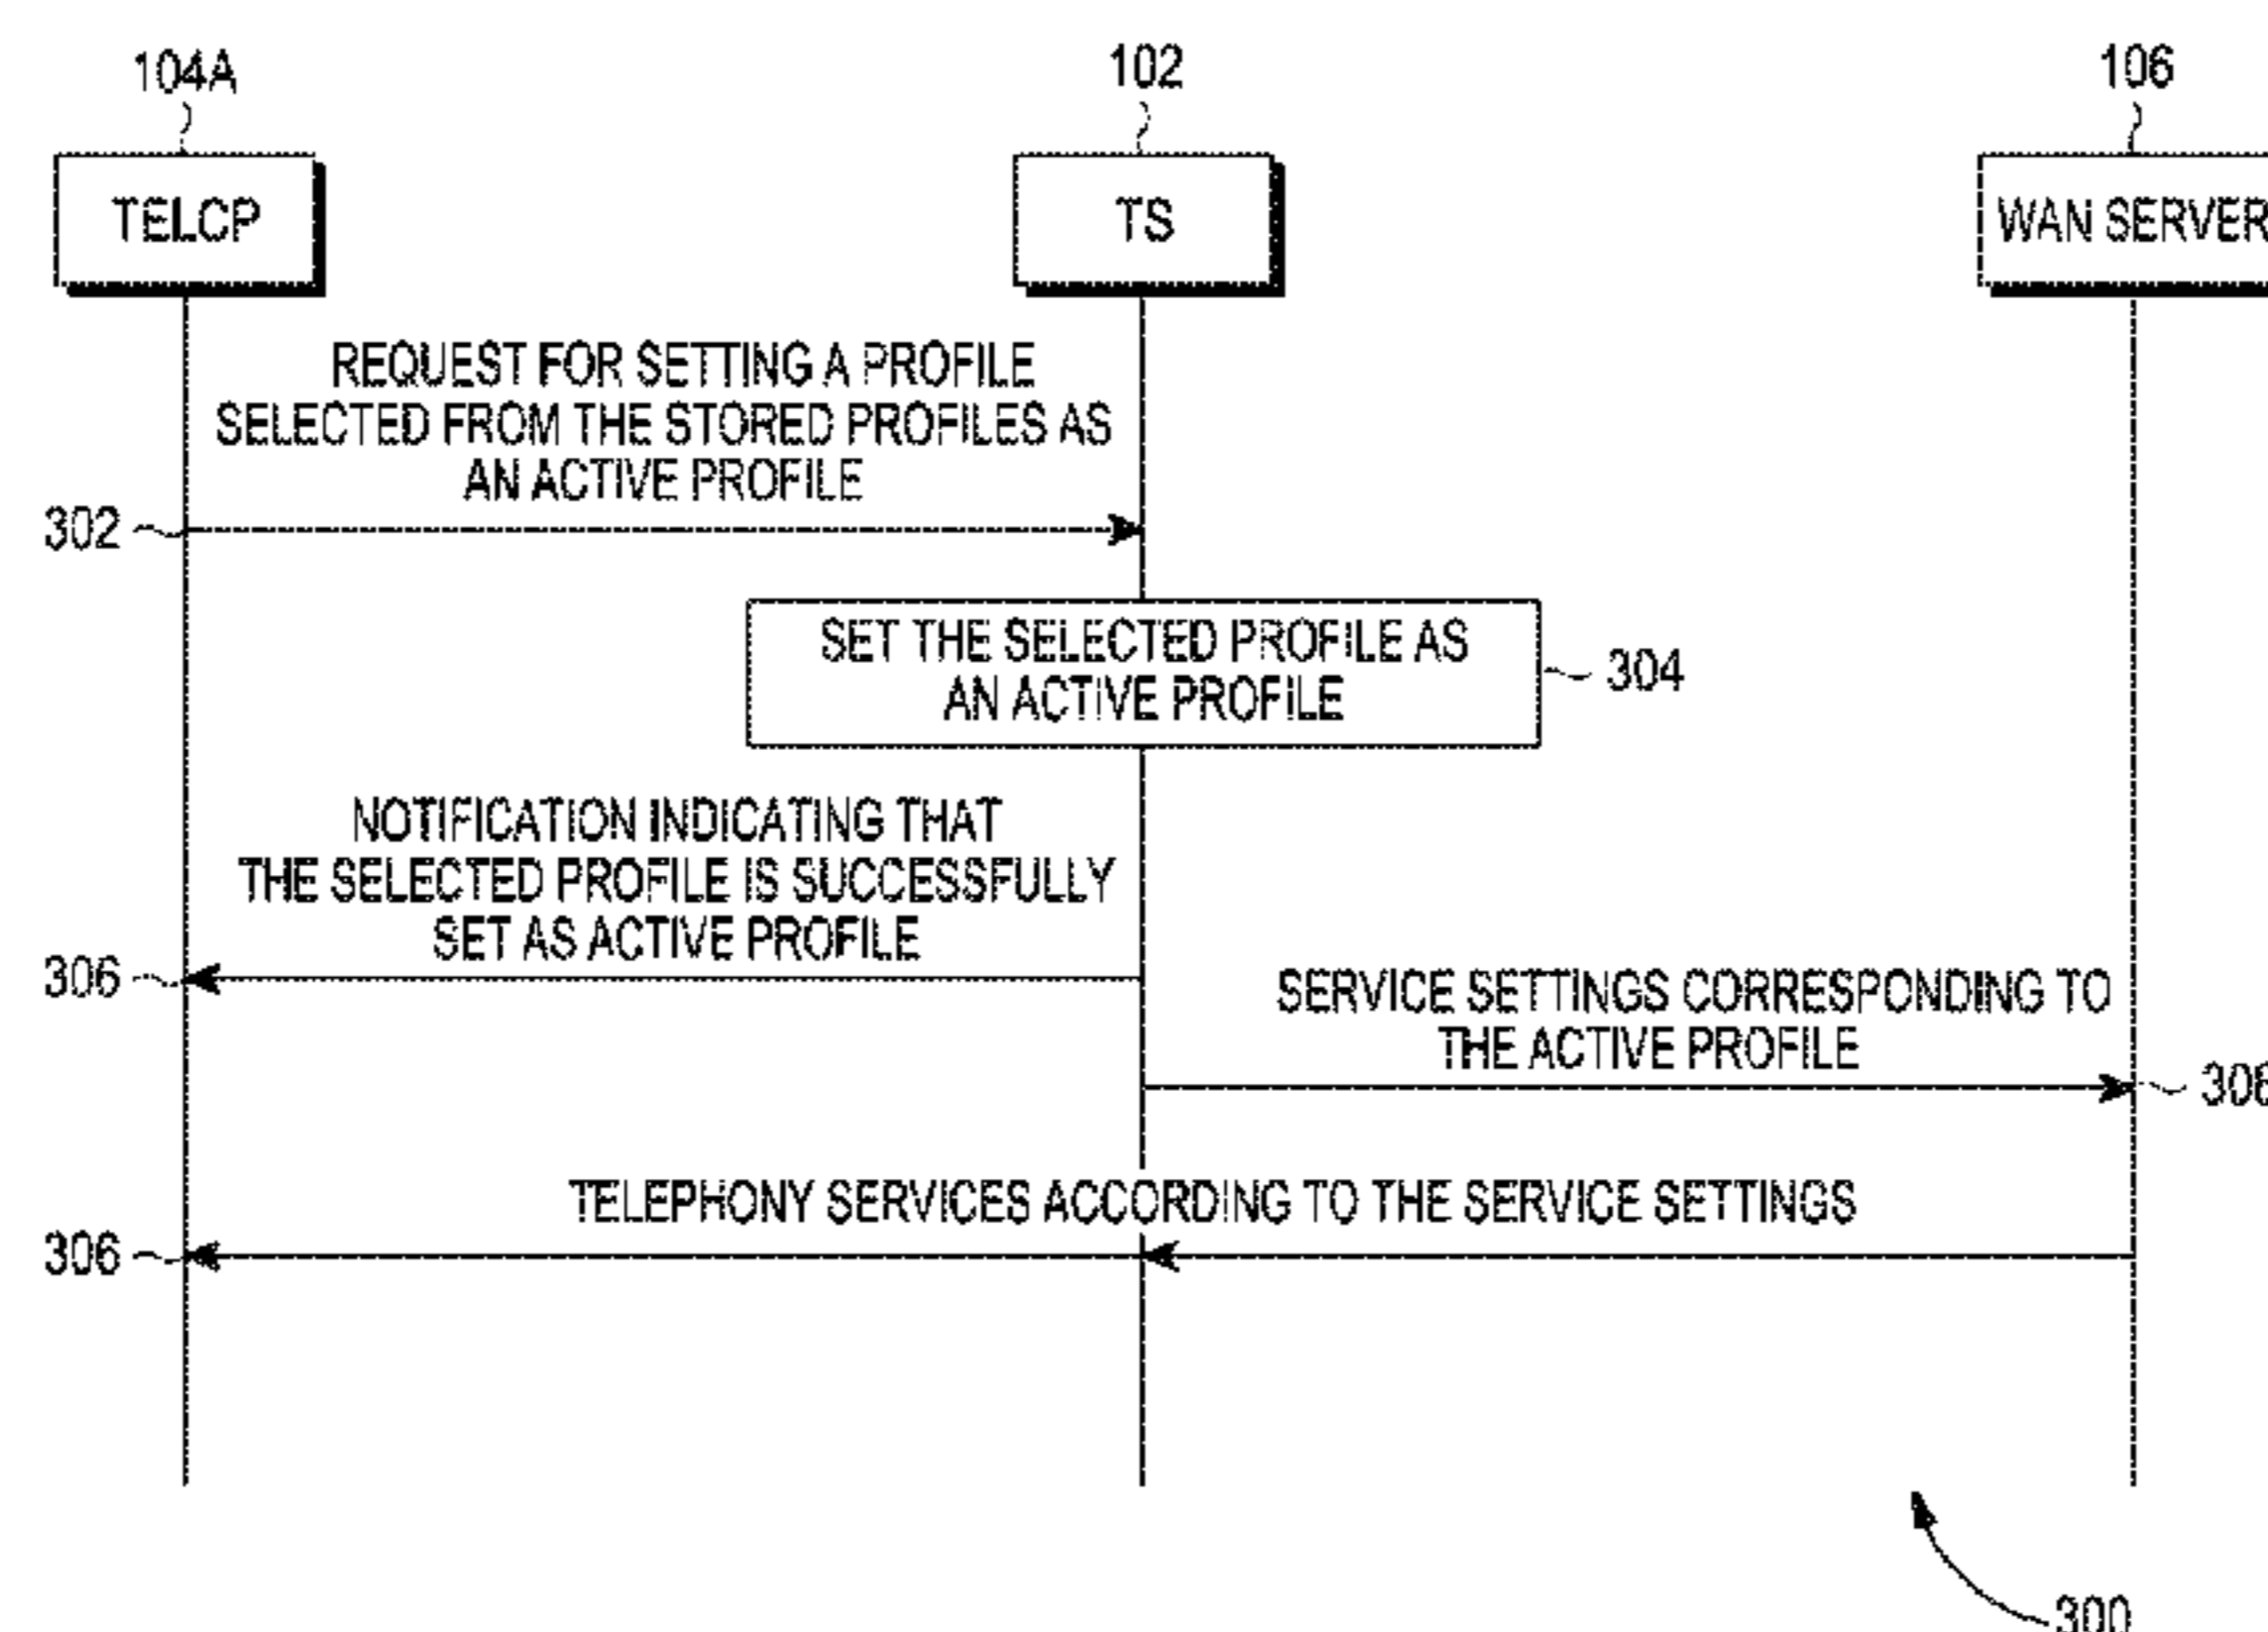 104A
102
106
TELCP
TS
WAN SERVER
REQUEST FOR SETTING A PROFILE
SELECTED FROM THE STORED PROFILES AS
AN ACTIVE PROFILE
302
SET THE SELECTED PROFILE AS
AN ACTIVE PROFILE
304
NOTIFICATION INDICATING THAT
THE SELECTED PROFILE IS SUCCESSFULLY
SET AS ACTIVE PROFILE
306
SERVICE SETTINGS CORRESPONDING TO
THE ACTIVE PROFILE
TELEPHONY SERVICES ACCORDING TO THE SERVICE SETTINGS
306
300